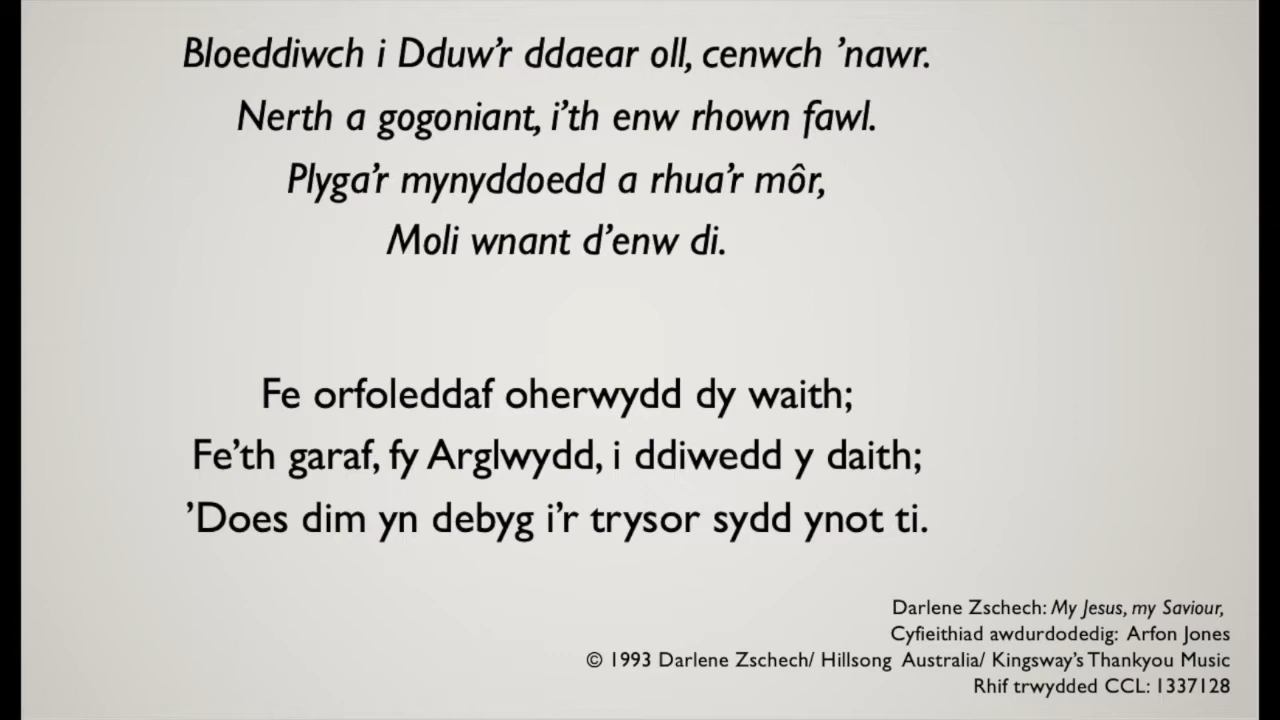 Bloeddiwch i Dduw’r ddaear oll, cenwch ’nawr.
Nerth a gogoniant, i’th enw rhown fawl.
Plyga’r mynyddoedd a rhua’r môr,
Moli wnant d’enw di.
Fe orfoleddaf oherwydd dy waith;
Fe’th garaf, fy Arglwydd, i ddiwedd y daith;
’Does dim yn debyg i’r trysor sydd ynot ti.
Darlene Zschech: My Jesus, my Saviour,
Cyfieithiad awdurdodedig: Arfon Jones
© 1993 Darlene Zschech/ Hillsong Australia/ Kingsway’s Thankyou Music
Rhif trwydded CCL: 1337128